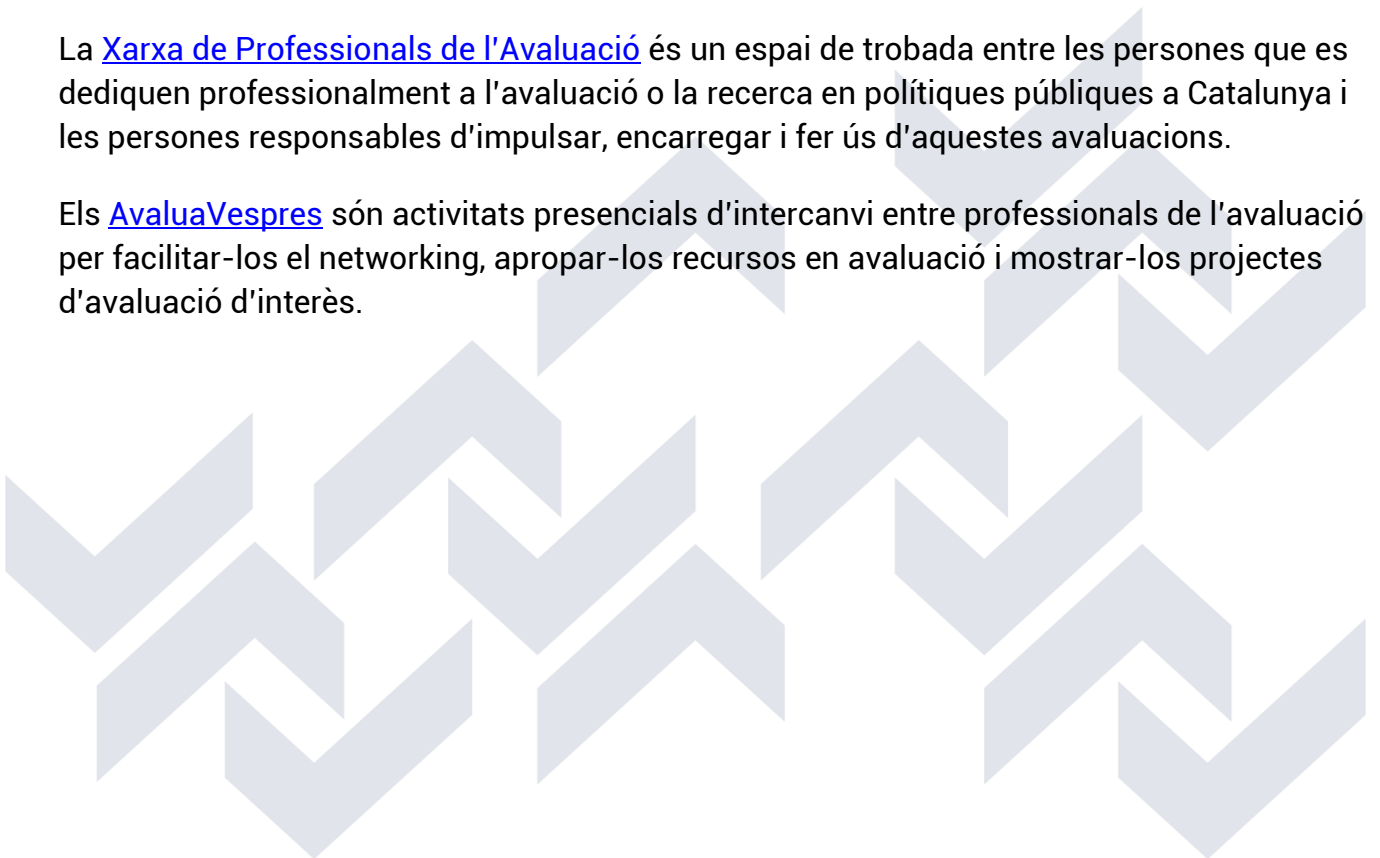 La Xarxa de Professionals de l'Avaluació és un espai de trobada entre les persones que es
dediquen professionalment a l'avaluació o la recerca en polítiques públiques a Catalunya i
les persones responsables d'impulsar, encarregar i fer ús d'aquestes avaluacions.
Els AvaluaVespres són activitats presencials d'intercanvi entre professionals de l'avaluació
per facilitar-los el networking, apropar-los recursos en avaluació i mostrar-los projectes
d'avaluació d'interès.